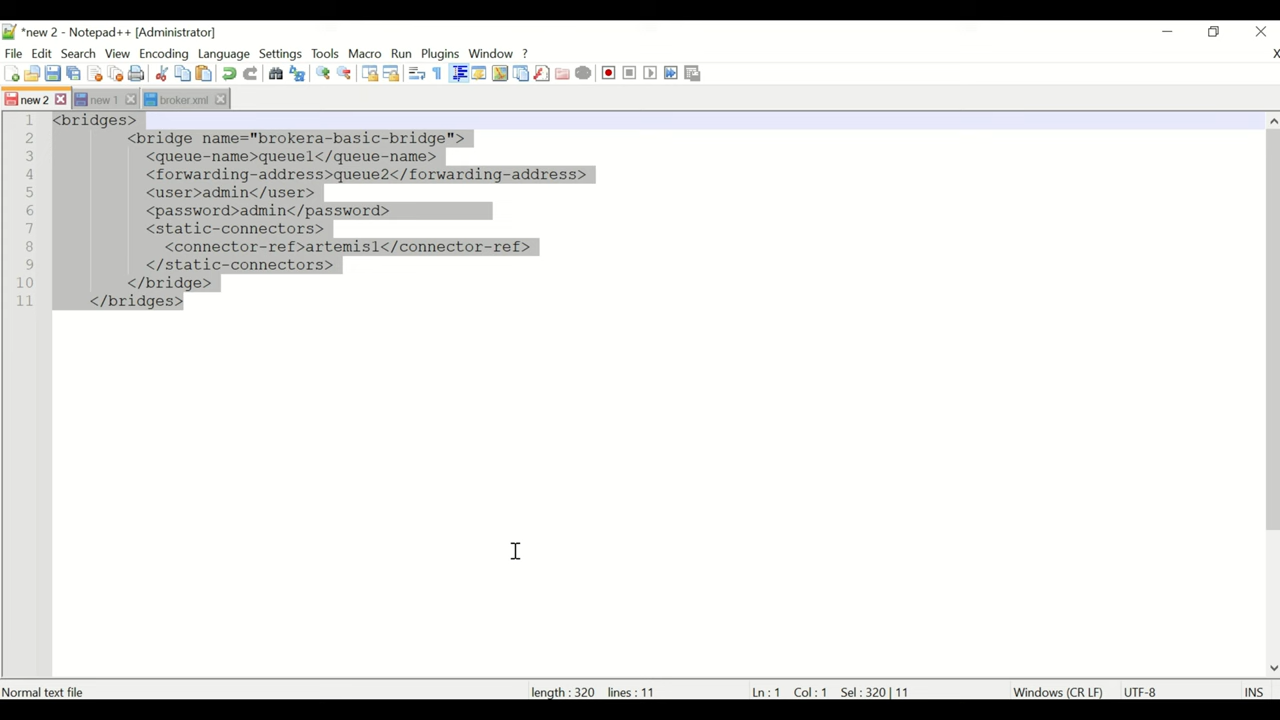 *new 2 - Notepad++ [Administrator]
File Edit Search View Encoding Language Settings Tools Macro Run Plugins Window ? X
new 2 new 1 broker.xml
1 <bridges>
2 <bridge name="brokera-basic-bridge">
3 <queue-name>queue1</queue-name>
4 <forwarding-address>queue2</forwarding-address>
5 <user>admin</user>
6 <password>admin</password>
7 <static-connectors>
8 <connector-ref>artemis1</connector-ref>
9 </static-connectors>
10 </bridge>
11 </bridges>
Normal text file length : 320 lines : 11 Ln : 1 Col : 1 Sel : 320 | 11 Windows (CR LF) UTF-8 INS